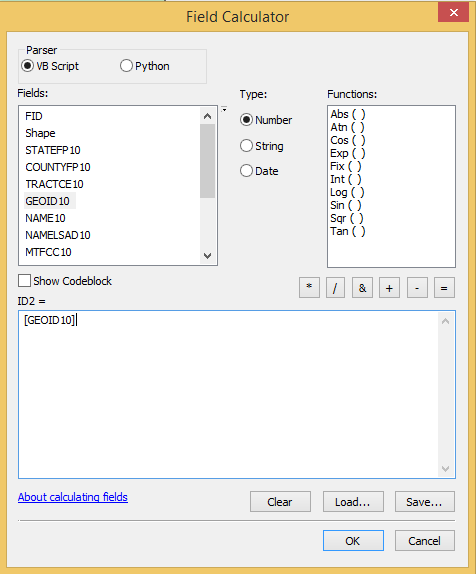 Field Calculator
Parser
VB Script
Python
Fields:
FID
Shape
STATEFP10
COUNTYFP10
TRACTCE10
GEOID10
NAME10
NAMELSAD10
MTFCC10
Type:
Number
String
Date
Functions:
Abs ( )
Atn ( )
Cos ( )
Exp ( )
Fix ( )
Int ( )
Log ( )
Sin ( )
Sqr ( )
Tan ( )
Show Codeblock
* / & + - =
ID2 =
[GEOID10]
About calculating fields
Clear Load... Save...
OK Cancel